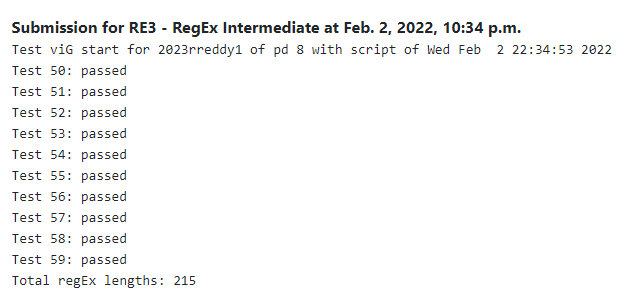 Submission for RE3 - RegEx Intermediate at Feb. 2, 2022, 10:34 p.m.
Test viG start for 2023rreddy1 of pd 8 with script of Wed Feb  2 22:34:53 2022
Test 50: passed
Test 51: passed
Test 52: passed
Test 53: passed
Test 54: passed
Test 55: passed
Test 56: passed
Test 57: passed
Test 58: passed
Test 59: passed
Total regEx lengths: 215